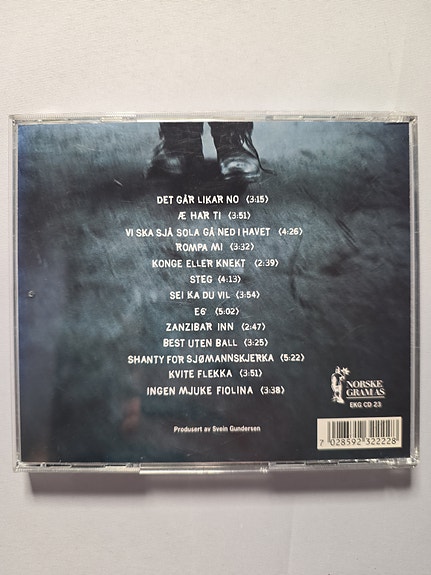 DET GÅR LIKAR NO (3:15)
Æ HAR TI (3:51)
VI SKA SJÅ SOLA GÅ NED I HAVET (4:26)
ROMPA MI (3:32)
KONGE ELLER KNEKT (2:39)
STEG (4:13)
SEI KA DU VIL (3:54)
E6 (5:02)
ZANZIBAR INN (2:47)
BEST UTEN BALL (3:25)
SHANTY FOR SJØMANNSKJERKA (5:22)
KVITE FLEKKA (3:51)
INGEN MJUKE FIOLINA (3:38)
NORSKE
GRAM AS
EKG CD 23
Produsert av Svein Gundersen
7 028592 322228